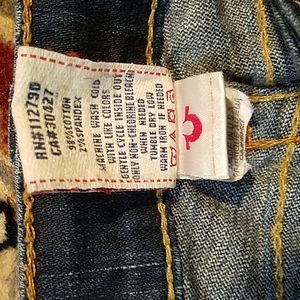 RN#112790
CA#30427
98%COTTON
2%SPANDEX
MACHINE WASH COLD
WITH LIKE COLORS
GENTLE CYCLE INSIDE OUT
ONLY NON-CHLORINE BLEACH
WHEN NEEDED
TUMBLE DRY LOW
WARM IRON IF NEEDED